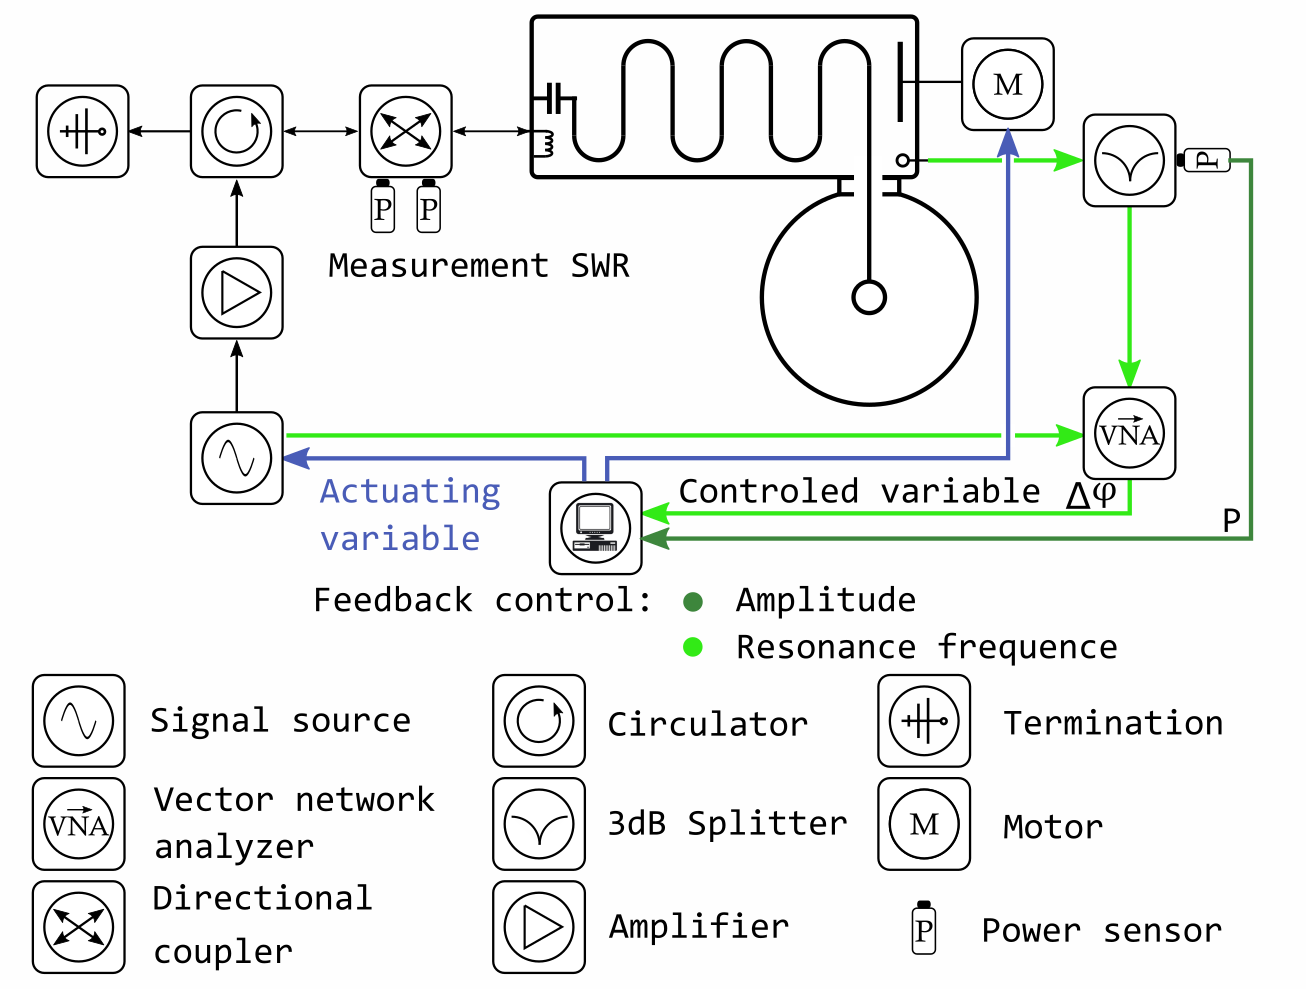 M
P
P P
Measurement SWR
VNA
Actuating
variable
Controled variable Δφ
P
Feedback control: Amplitude
Resonance frequence
Signal source
Circulator
Termination
VNA
Vector network
analyzer
3dB Splitter
M
Motor
Directional
coupler
Amplifier
P
Power sensor